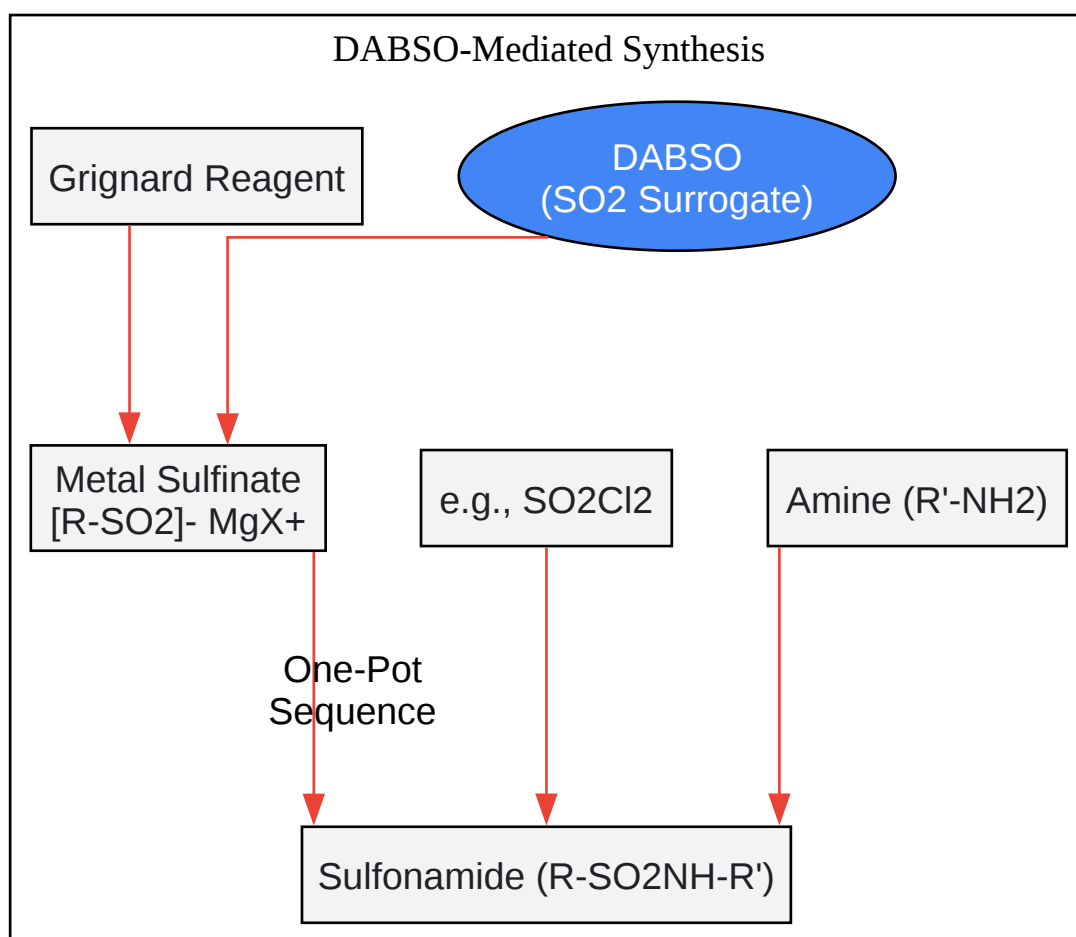 DABSO-Mediated Synthesis
Grignard Reagent
DABSO
(SO2 Surrogate)
Metal Sulfinate
[R-SO2]- MgX+
e.g., SO2Cl2
Amine (R'-NH2)
One-Pot
Sequence
Sulfonamide (R-SO2NH-R')